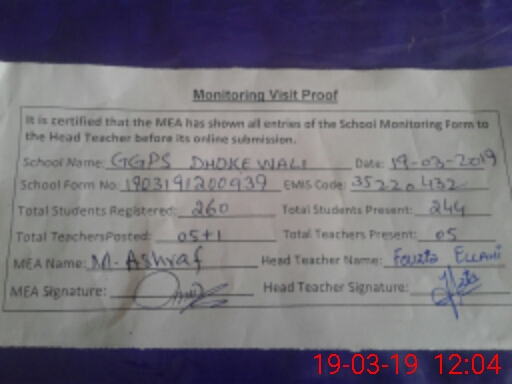 Monitoring Visit Proof
It is certified that the MEA has shown all entries of the School Monitoring Form to
the Head Teacher before its online submission.
School Name: GGPS DHOKE WALI Date: 19-03-2019
School Form No: 1903191200939 EMIS Code: 35220432
Total Students Registered: 260 Total Students Present: 244
Total TeachersPosted: 05+1 Total Teachers Present: 05
MEA Name: M. Ashraf Head Teacher Name: Fouzia ELLAHI
MEA Signature: Head Teacher Signature:
19-03-19 12:04